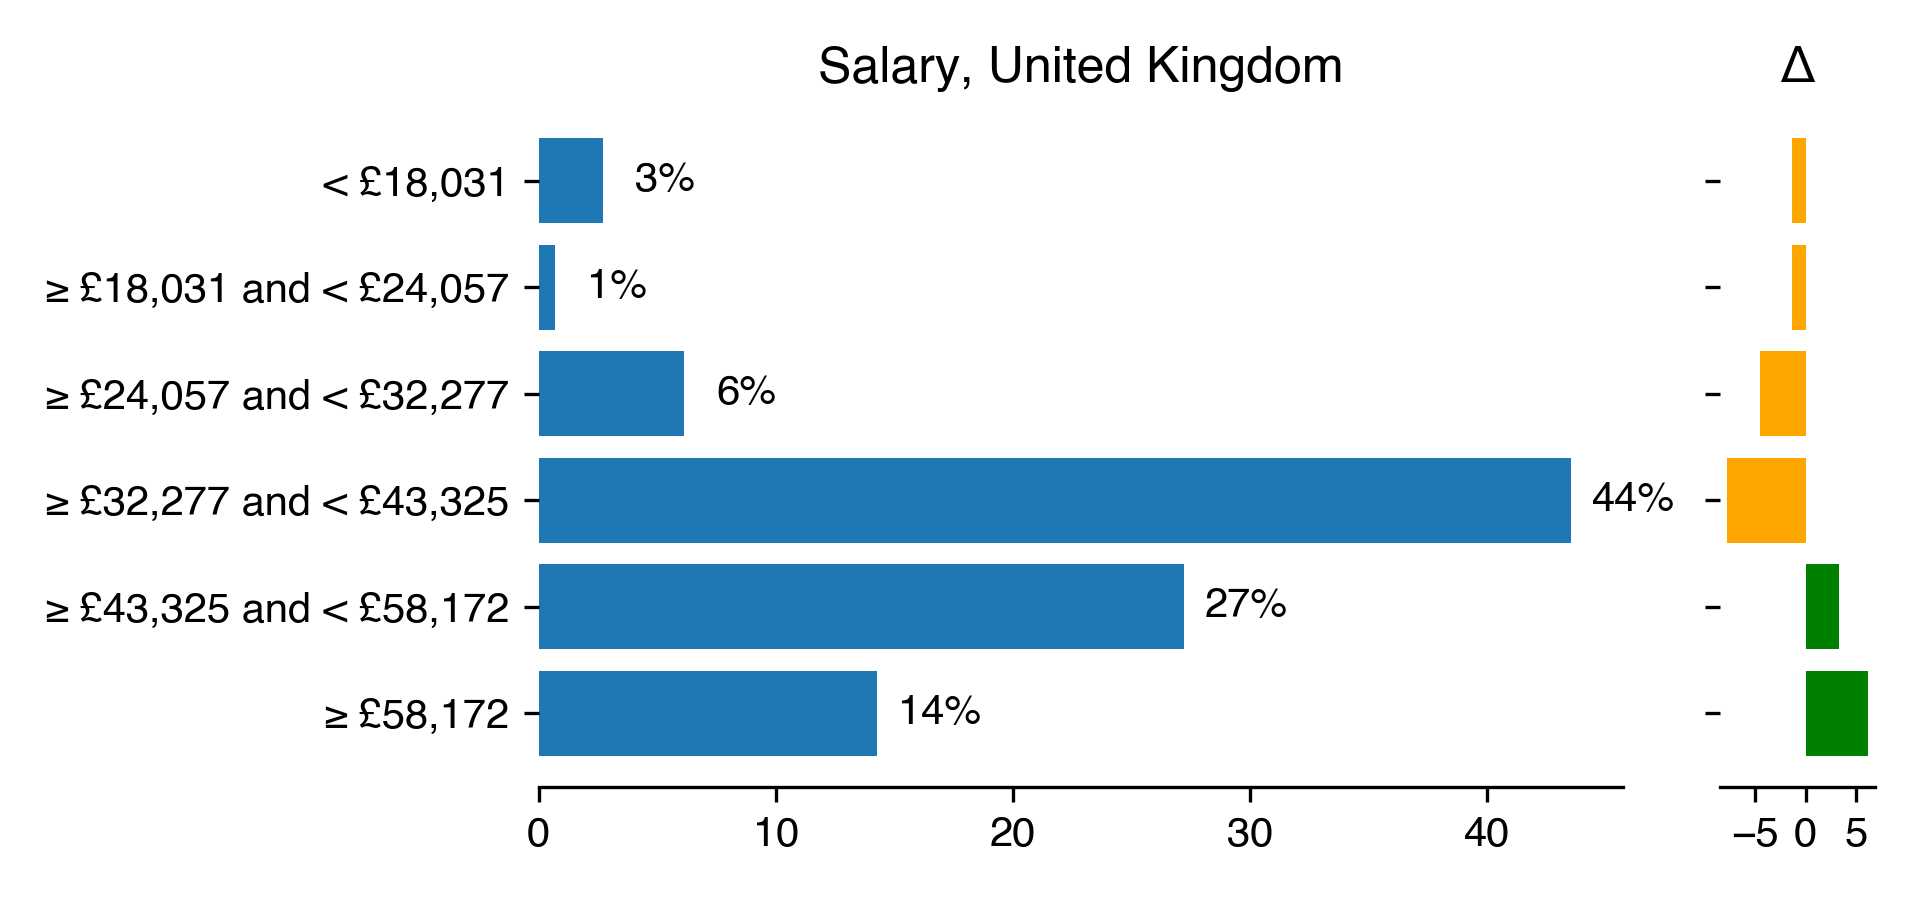 Salary, United Kingdom Δ
< £18,031 3%
≥ £18,031 and < £24,057 1%
≥ £24,057 and < £32,277 6%
≥ £32,277 and < £43,325 44%
≥ £43,325 and < £58,172 27%
≥ £58,172 14%
0 10 20 30 40 −5 0 5